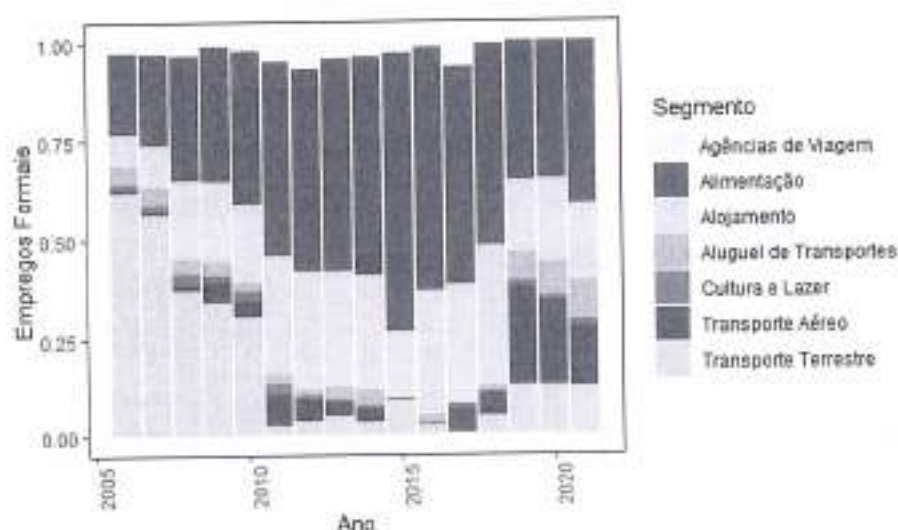 1.00
0.75
0.50
0.25
0.00
Empregos Formais
2005
2010
2015
2020
Ano
Segmento
Agências de Viagem
Alimentação
Alojamento
Aluguel de Transportes
Cultura e Lazer
Transporte Aéreo
Transporte Terrestre